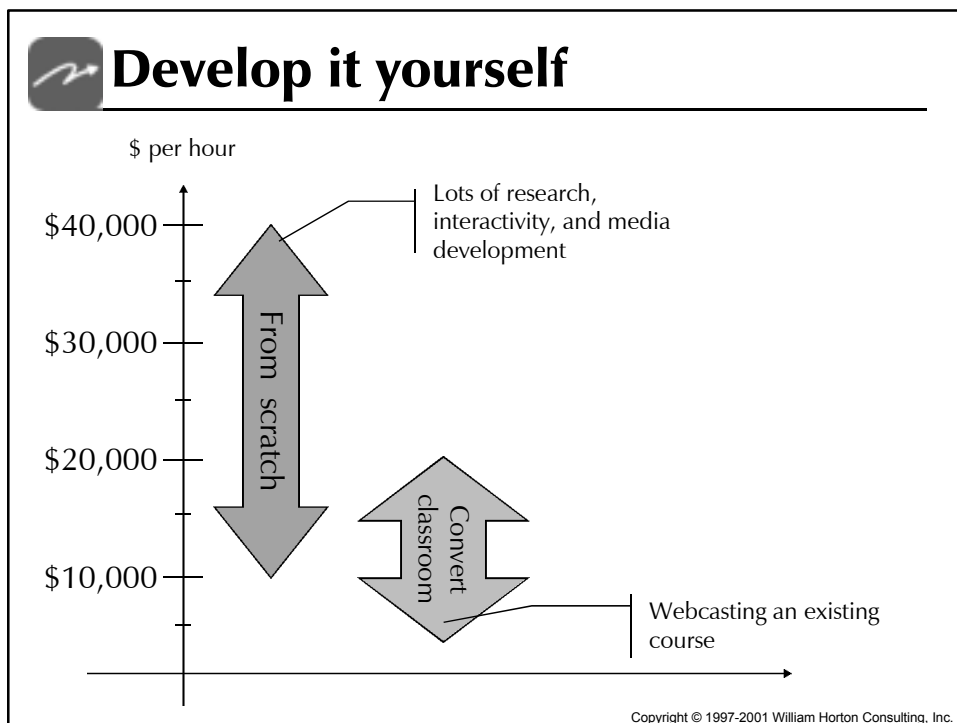 Develop it yourself
$ per hour
$40,000
$30,000
$20,000
$10,000
From scratch
Lots of research,
interactivity, and media
development
Convert
classroom
Webcasting an existing
course
Copyright © 1997-2001 William Horton Consulting, Inc.